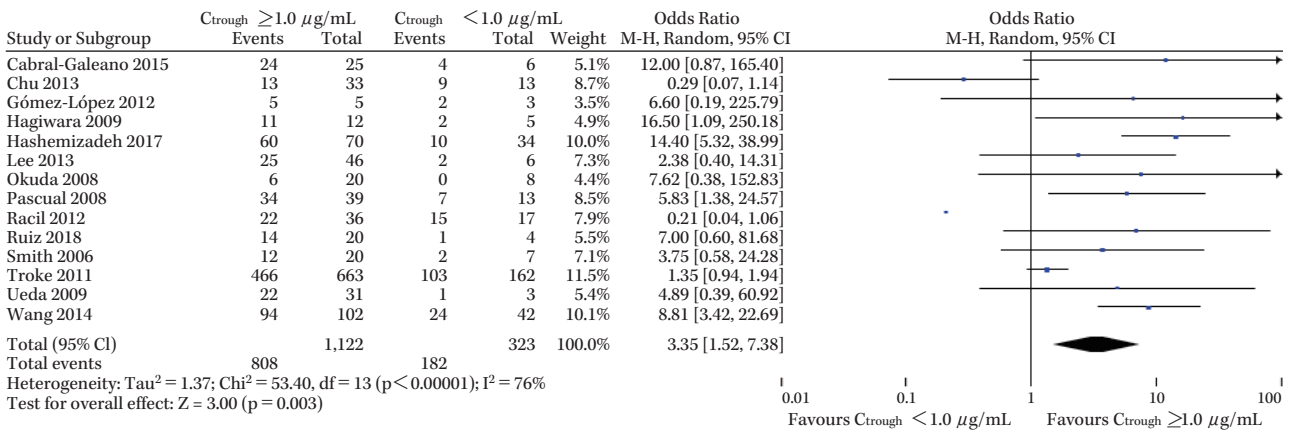 Ctrough ≥1.0 μg/mL Ctrough <1.0 μg/mL Odds Ratio Odds Ratio
Study or Subgroup Events Total Events Total Weight M-H, Random, 95% CI M-H, Random, 95% CI
Cabral-Galeano 2015 24 25 4 6 5.1% 12.00 [0.87, 165.40]
Chu 2013 13 33 9 13 8.7% 0.29 [0.07, 1.14]
Gómez-López 2012 5 5 2 3 3.5% 6.60 [0.19, 225.79]
Hagiwara 2009 11 12 2 5 4.9% 16.50 [1.09, 250.18]
Hashemizadeh 2017 60 70 10 34 10.0% 14.40 [5.32, 38.99]
Lee 2013 25 46 2 6 7.3% 2.38 [0.40, 14.31]
Okuda 2008 6 20 0 8 4.4% 7.62 [0.38, 152.83]
Pascual 2008 34 39 7 13 8.5% 5.83 [1.38, 24.57]
Racil 2012 22 36 15 17 7.9% 0.21 [0.04, 1.06]
Ruiz 2018 14 20 1 4 5.5% 7.00 [0.60, 81.68]
Smith 2006 12 20 2 7 7.1% 3.75 [0.58, 24.28]
Troke 2011 466 663 103 162 11.5% 1.35 [0.94, 1.94]
Ueda 2009 22 31 1 3 5.4% 4.89 [0.39, 60.92]
Wang 2014 94 102 24 42 10.1% 8.81 [3.42, 22.69]
Total (95% Cl) 1,122 323 100.0% 3.35 [1.52, 7.38]
Total events 808 182
Heterogeneity: Tau² = 1.37; Chi² = 53.40, df = 13 (p<0.00001); I² = 76%
Test for overall effect: Z = 3.00 (p = 0.003)
0.01 0.1 1 10 100
Favours Ctrough <1.0 μg/mL Favours Ctrough ≥1.0 μg/mL